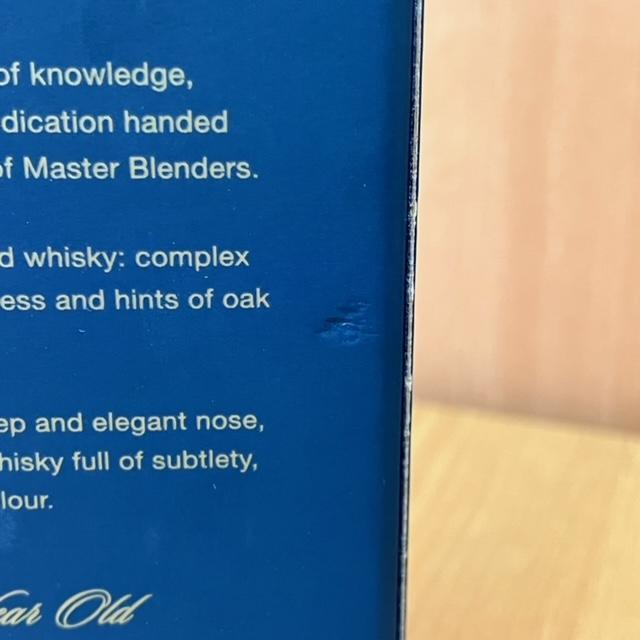 of knowledge,
dication handed
of Master Blenders.
d whisky: complex
ess and hints of oak
ep and elegant nose,
hisky full of subtlety,
lour.
ear Old